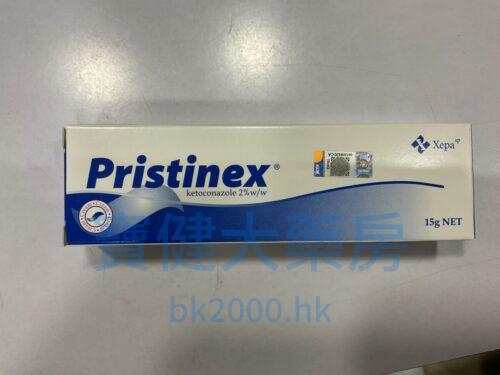 Pristinex®
ketoconazole 2% w/w
Xepa
15g NET
寶健大藥房
bk2000.hk